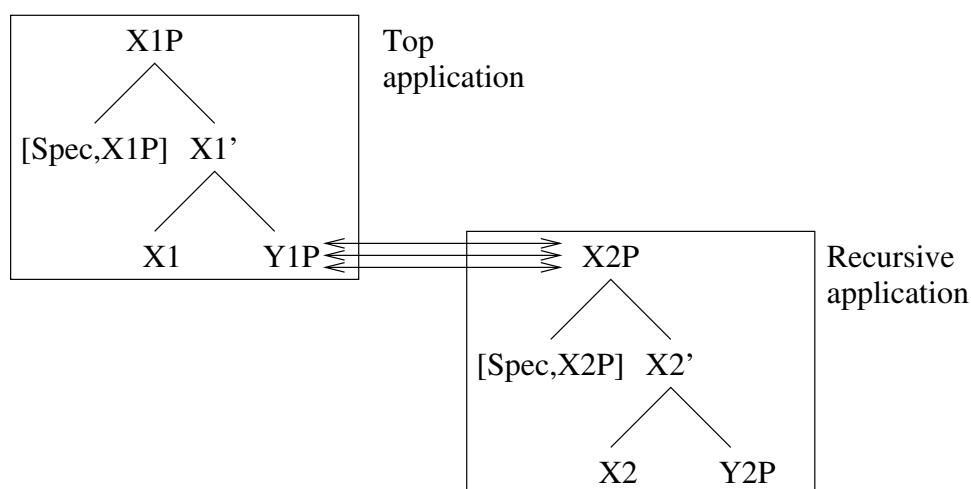 X1P
Top
application
[Spec,X1P] X1’
X1 Y1P
X2P
Recursive
application
[Spec,X2P] X2’
X2 Y2P